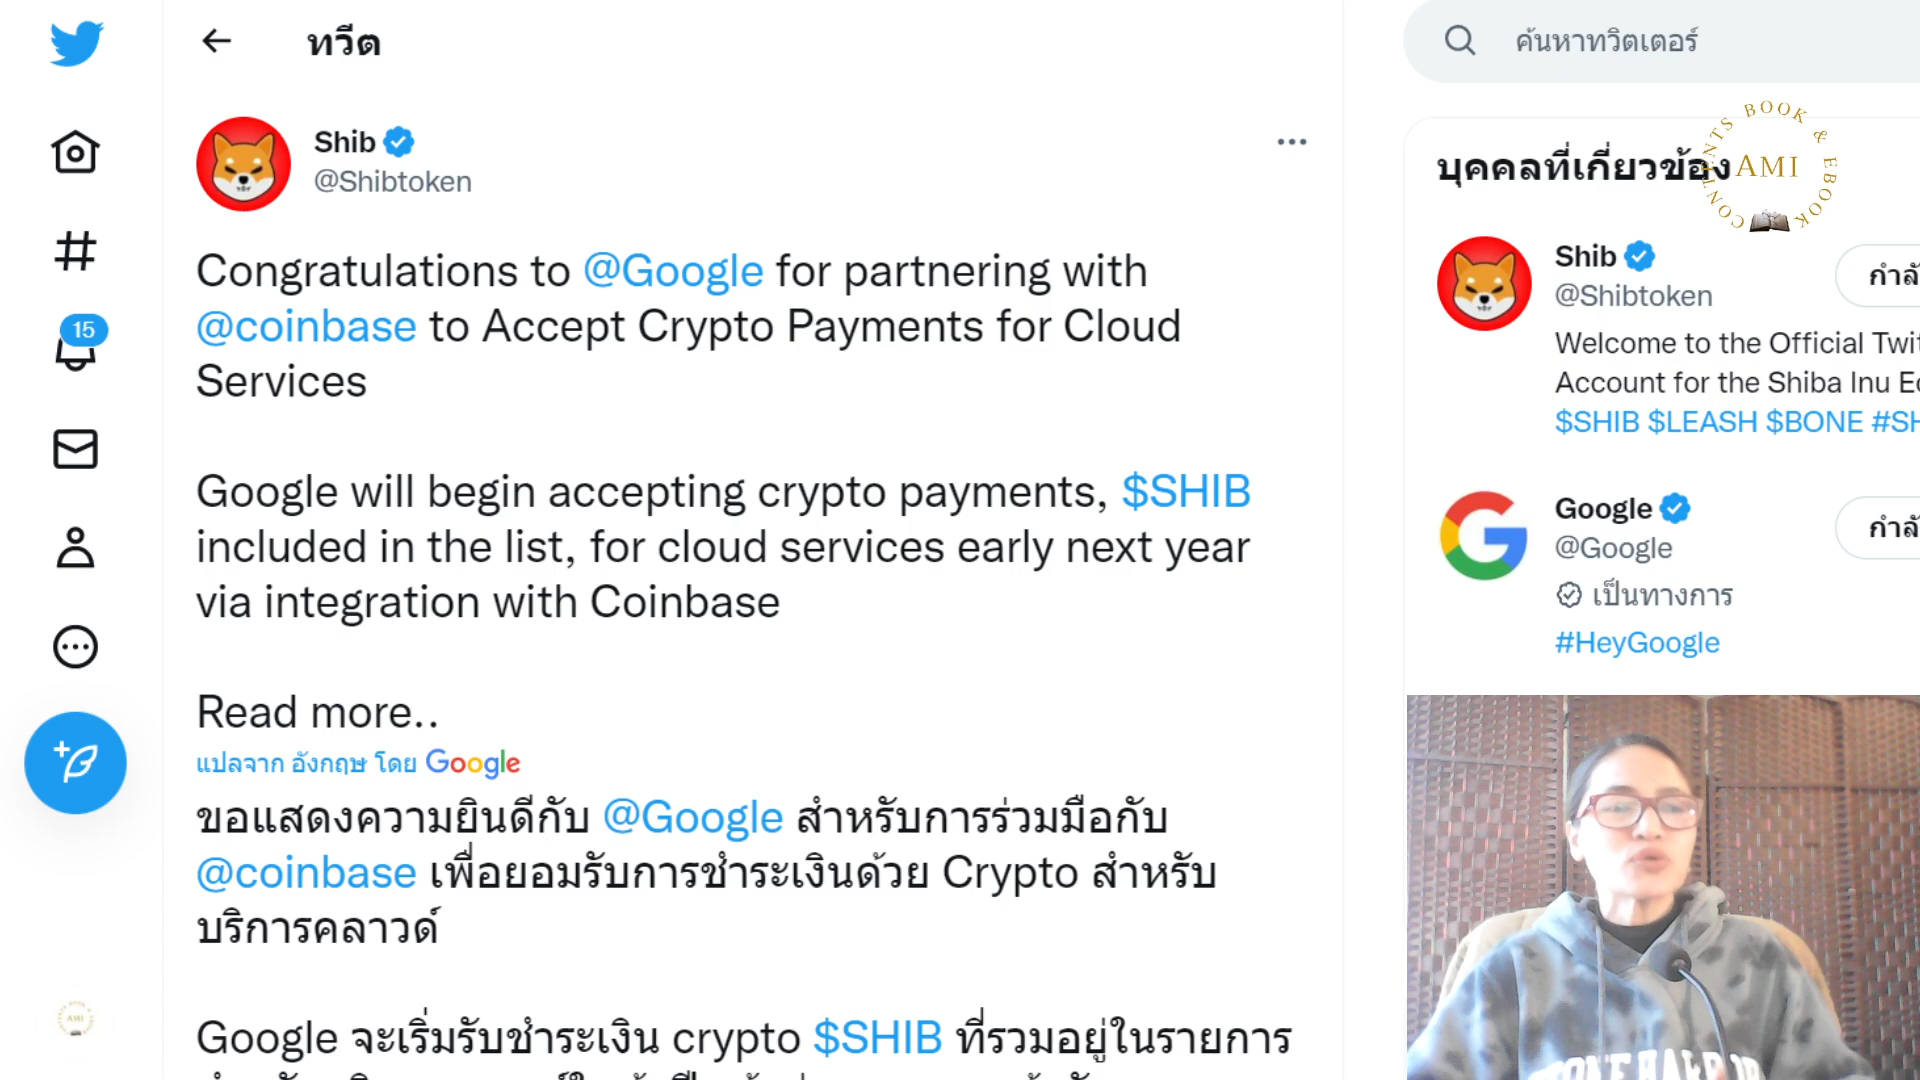 ทวีต
Shib
@Shibtoken
Congratulations to @Google for partnering with
@coinbase to Accept Crypto Payments for Cloud
Services
Google will begin accepting crypto payments, $SHIB
included in the list, for cloud services early next year
via integration with Coinbase
Read more..
แปลจาก อังกฤษ โดย Google
ขอแสดงความยินดีกับ @Google สำหรับการร่วมมือกับ
@coinbase เพื่อยอมรับการชำระเงินด้วย Crypto สำหรับ
บริการคลาวด์
Google จะเริ่มรับชำระเงิน crypto $SHIB ที่รวมอยู่ในรายการ
15
ค้นหาทวิตเตอร์
บุคคลที่เกี่ยวข้อง
CONTENTS BOOK & EBOOK
AMI
Shib
@Shibtoken
กำลั
Welcome to the Official Twit
Account for the Shiba Inu Ec
$SHIB $LEASH $BONE #SH
Google
@Google
กำลั
เป็นทางการ
#HeyGoogle
AMI